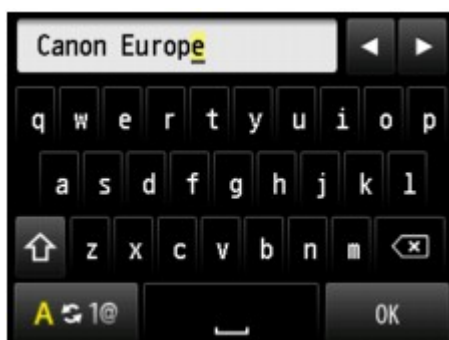 Canon Europe
q w e r t y u i o p
a s d f g h j k l
z x c v b n m
A 1@ OK